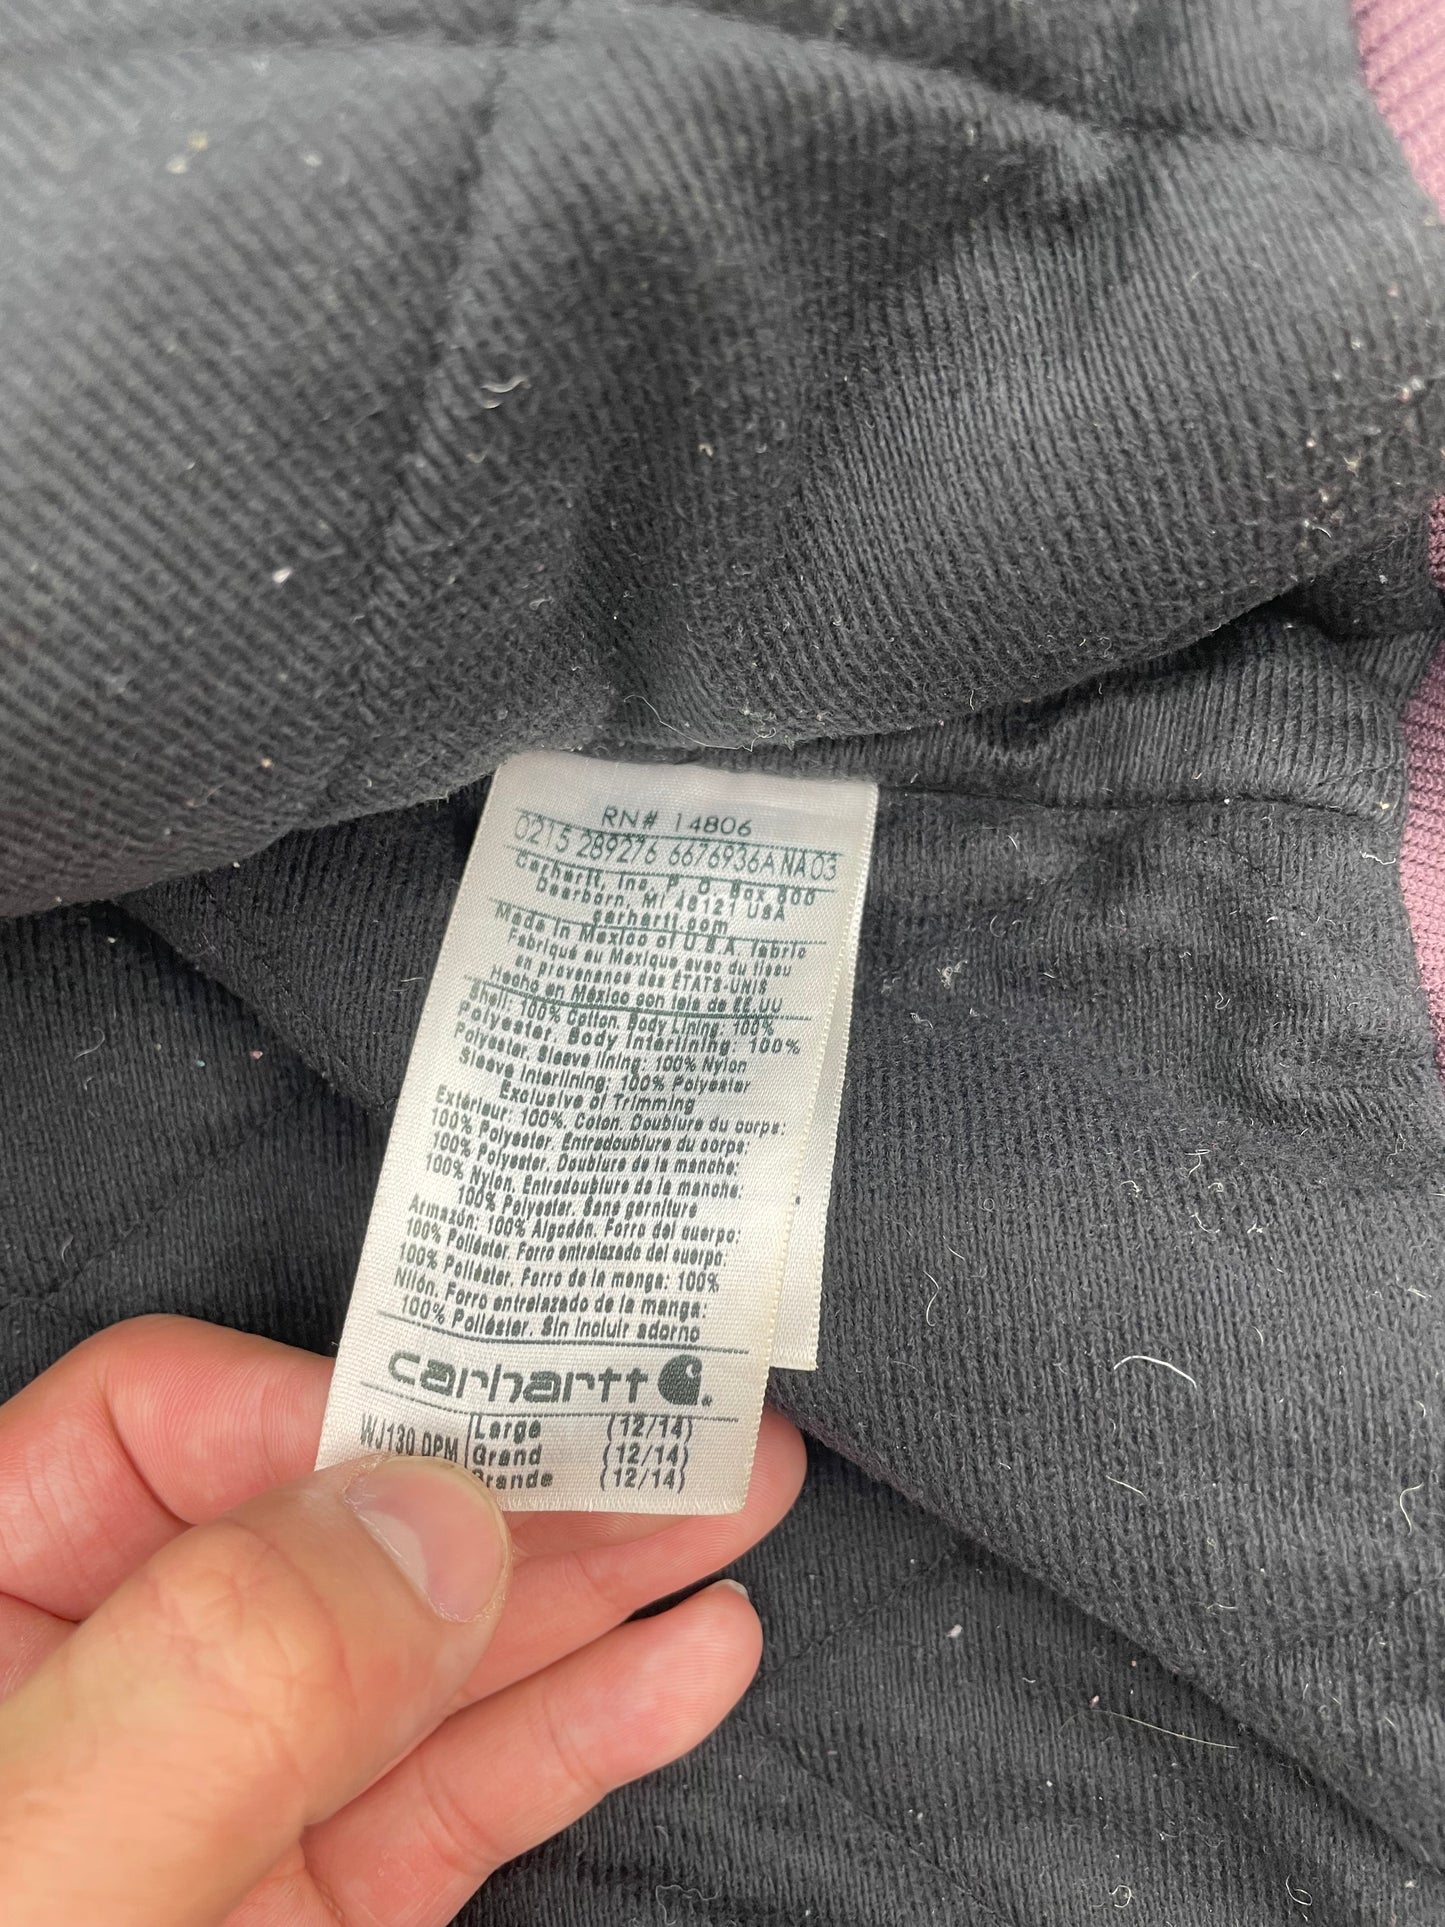 RN# 14806
0215 289276 6676936A NA 03
Carhartt, Inc. P. O. Box 600
Dearborn, MI 48121 USA
carhartt.com
Made in Mexico of U S A fabric
Fabriqué au Mexique avec du tissu
en provenance des ÉTATS-UNIS
Hecho en México con tela de EE.UU
Shell: 100% Cotton. Body Lining: 100%
Polyester. Body Interlining: 100%
Polyester. Sleeve lining: 100% Nylon
Sleeve Interlining: 100% Polyester
Exclusive of Trimming
Extérieur: 100% Coton. Doublure du corps:
100% Polyester. Entredoublure du corps:
100% Polyester. Doublure de la manche:
100% Nylon. Entredoublure de la manche:
100% Polyester. Sans garniture
Armazón: 100% Algodón. Forro del cuerpo:
100% Poliéster. Forro entrelazado del cuerpo:
100% Poliéster. Forro de la manga: 100%
Nilón. Forro entrelazado de la manga:
100% Poliéster. Sin incluir adorno
carhartt
WJ130 DPM Large (12/14)
Grand (12/14)
Grande (12/14)